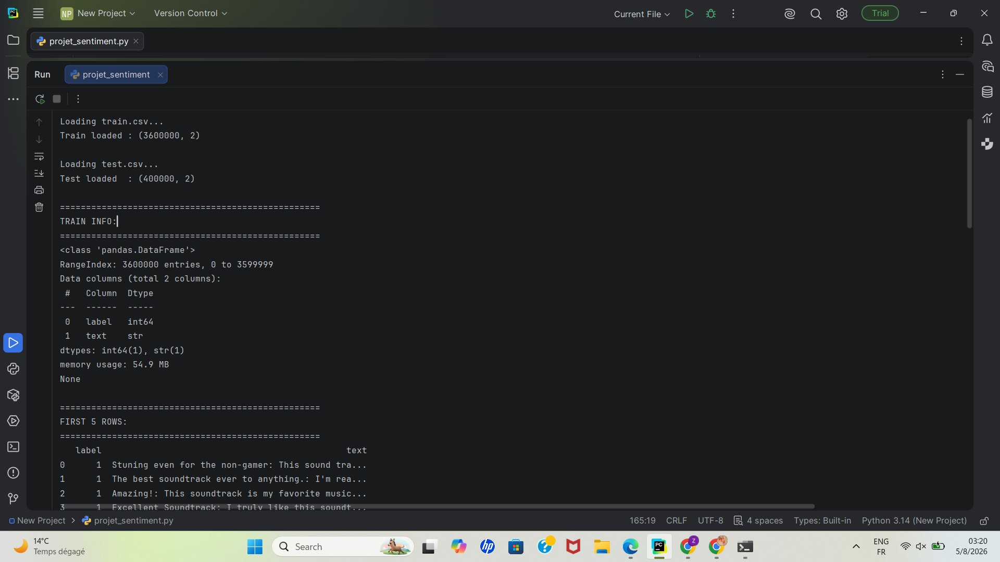 PC
NP New Project
Version Control
Current File
Trial
projet_sentiment.py
Run
projet_sentiment
Loading train.csv...
Train loaded : (3600000, 2)
Loading test.csv...
Test loaded  : (400000, 2)
==================================================
TRAIN INFO:
==================================================
<class 'pandas.DataFrame'>
RangeIndex: 3600000 entries, 0 to 3599999
Data columns (total 2 columns):
 #   Column  Dtype
---  ------  -----
 0   label   int64
 1   text    str
dtypes: int64(1), str(1)
memory usage: 54.9 MB
None
==================================================
FIRST 5 ROWS:
==================================================
   label                                               text
0      1  Stuning even for the non-gamer: This sound tra...
1      1  The best soundtrack ever to anything.: I'm rea...
2      1  Amazing!: This soundtrack is my favorite music...
3      1  Excellent Soundtrack: I truly like this soundt...
New Project > projet_sentiment.py
165:19 CRLF UTF-8 4 spaces Types: Built-in Python 3.14 (New Project)
14°C
Temps dégagé
Search
hp
PC
Z
ENG
FR
03:20
5/8/2026